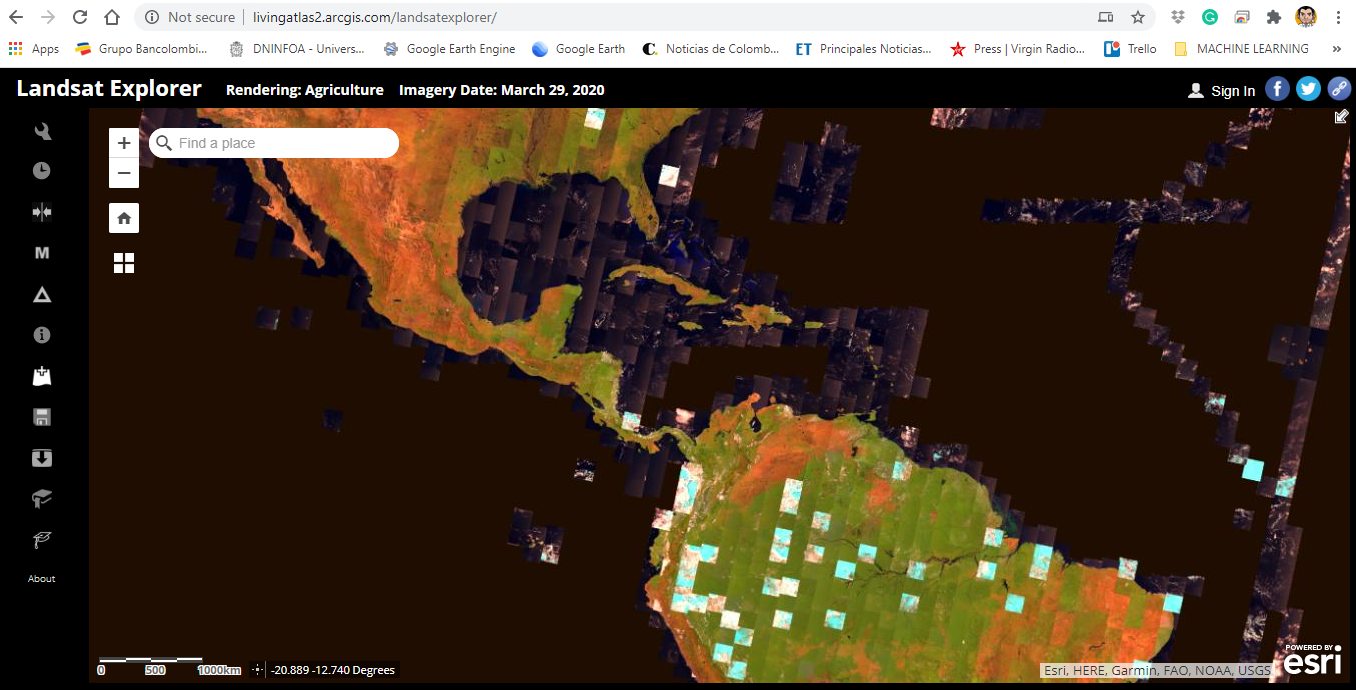 Not secure livingatlas2.arcgis.com/landsatexplorer/
Apps Grupo Bancolombi... DNINFOA - Univers... Google Earth Engine Google Earth C. Noticias de Colomb... ET Principales Noticias... Press | Virgin Radio... Trello MACHINE LEARNING »
Landsat Explorer Rendering: Agriculture Imagery Date: March 29, 2020 Sign In
Find a place
M
About
0 500 1000km -20.889 -12.740 Degrees
Esri, HERE, Garmin, FAO, NOAA, USGS
POWERED BY
esri